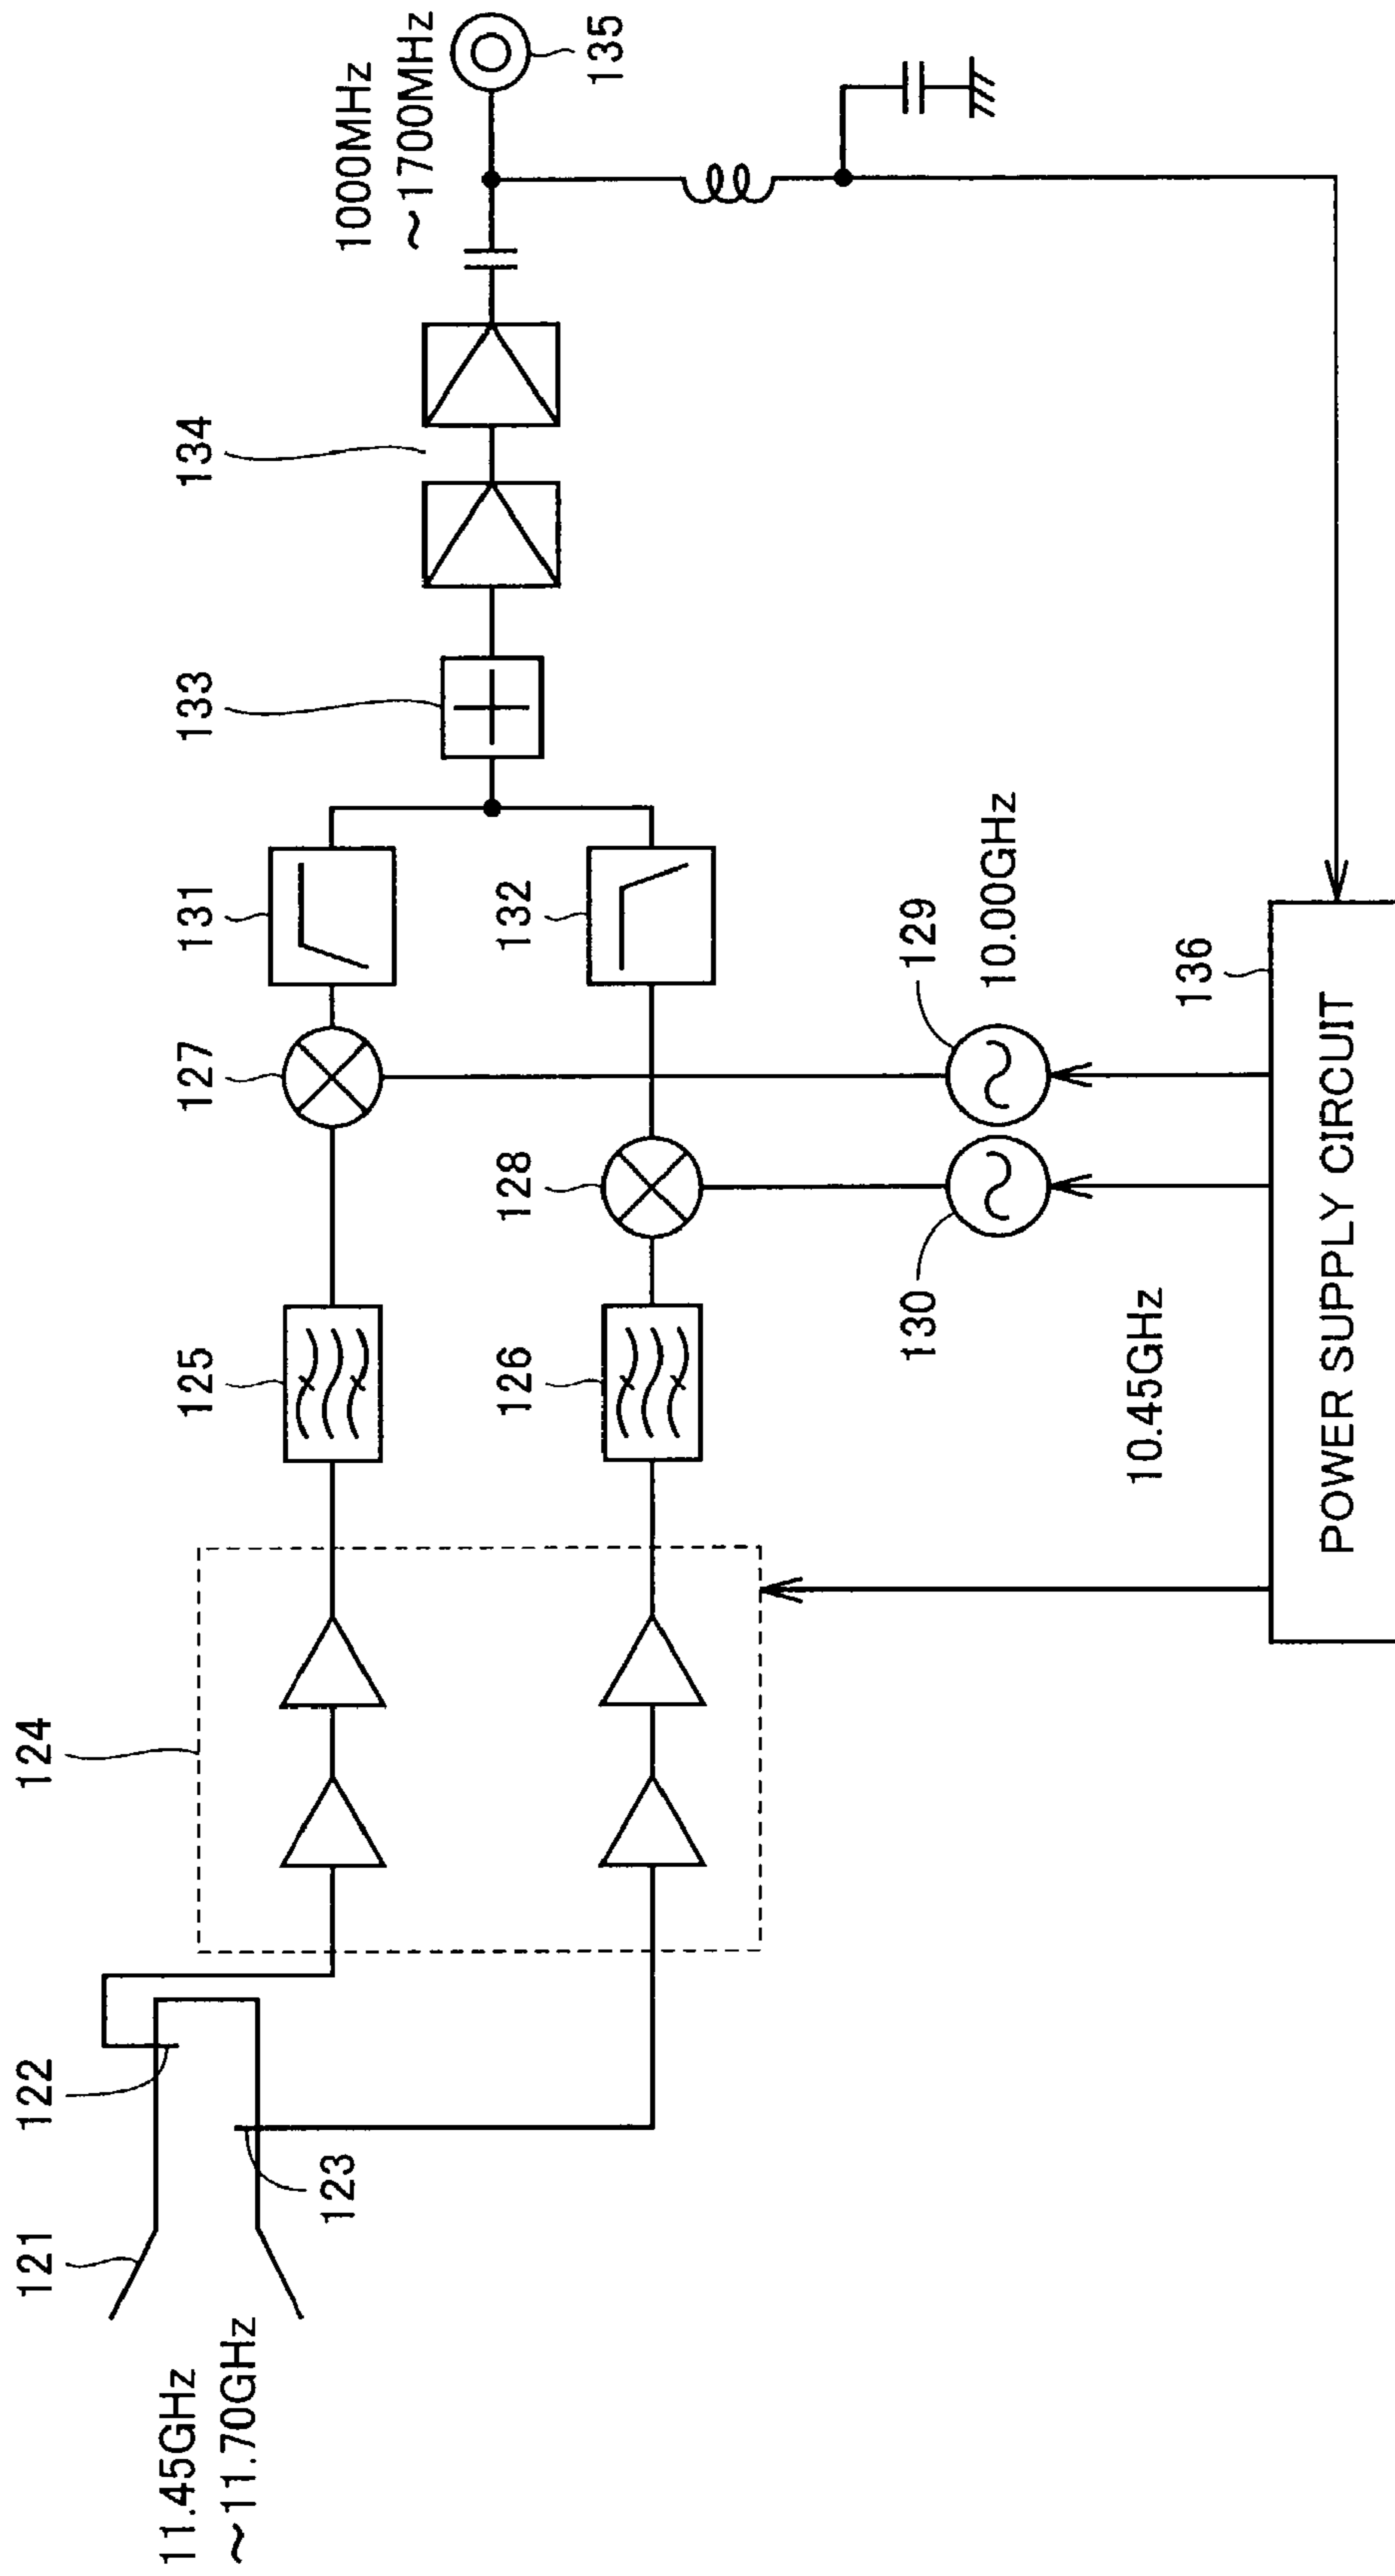 11.45GHz
~11.70GHz
121
122
123
124
125
126
127
128
10.45GHz
130
129
10.00GHz
131
132
133
134
1000MHz
~1700MHz
135
136
POWER SUPPLY CIRCUIT